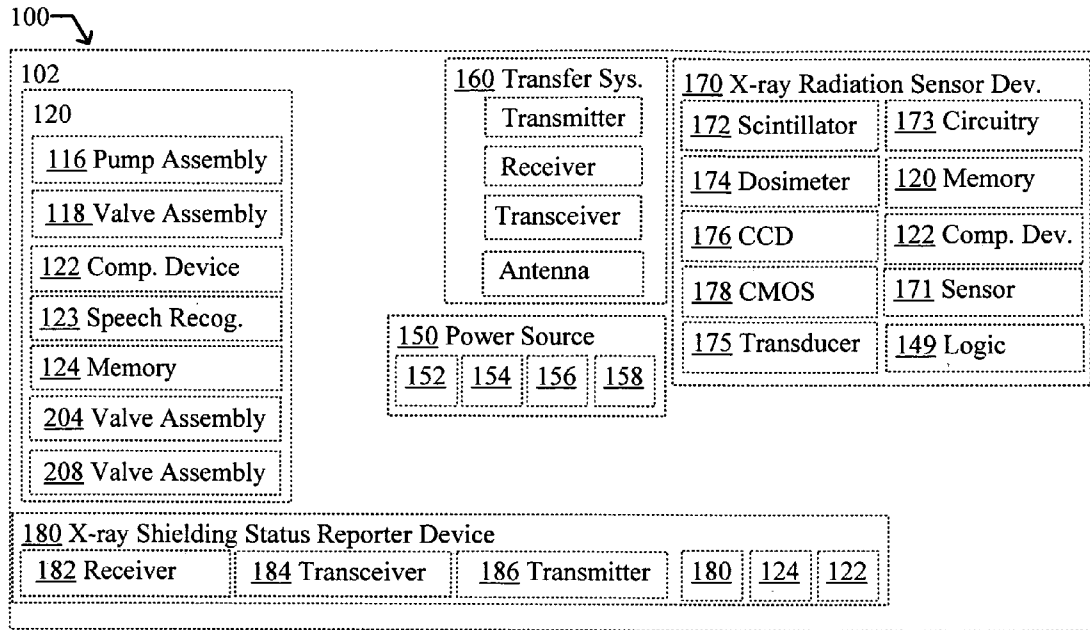 100
102
120
116 Pump Assembly
118 Valve Assembly
122 Comp. Device
123 Speech Recog.
124 Memory
204 Valve Assembly
208 Valve Assembly
160 Transfer Sys.
Transmitter
Receiver
Transceiver
Antenna
150 Power Source
152 154 156 158
170 X-ray Radiation Sensor Dev.
172 Scintillator 173 Circuitry
174 Dosimeter 120 Memory
176 CCD 122 Comp. Dev.
178 CMOS 171 Sensor
175 Transducer 149 Logic
180 X-ray Shielding Status Reporter Device
182 Receiver 184 Transceiver 186 Transmitter 180 124 122